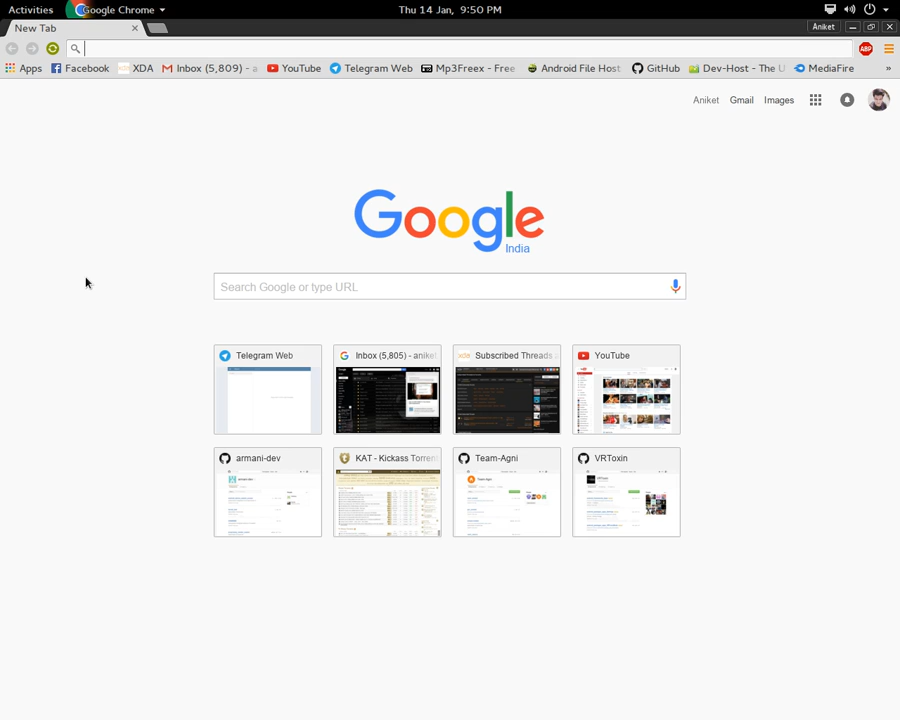 Activities Google Chrome Thu 14 Jan, 9:50 PM
New Tab Aniket
ABP
Apps Facebook XDA Inbox (5,809) - a YouTube Telegram Web Mp3Freex - Free Android File Host GitHub Dev-Host - The U MediaFire »
Aniket Gmail Images
Google
India
Search Google or type URL
Telegram Web Inbox (5,805) - aniket Subscribed Threads YouTube
armani-dev KAT - Kickass Torren Team-Agni VRToxin